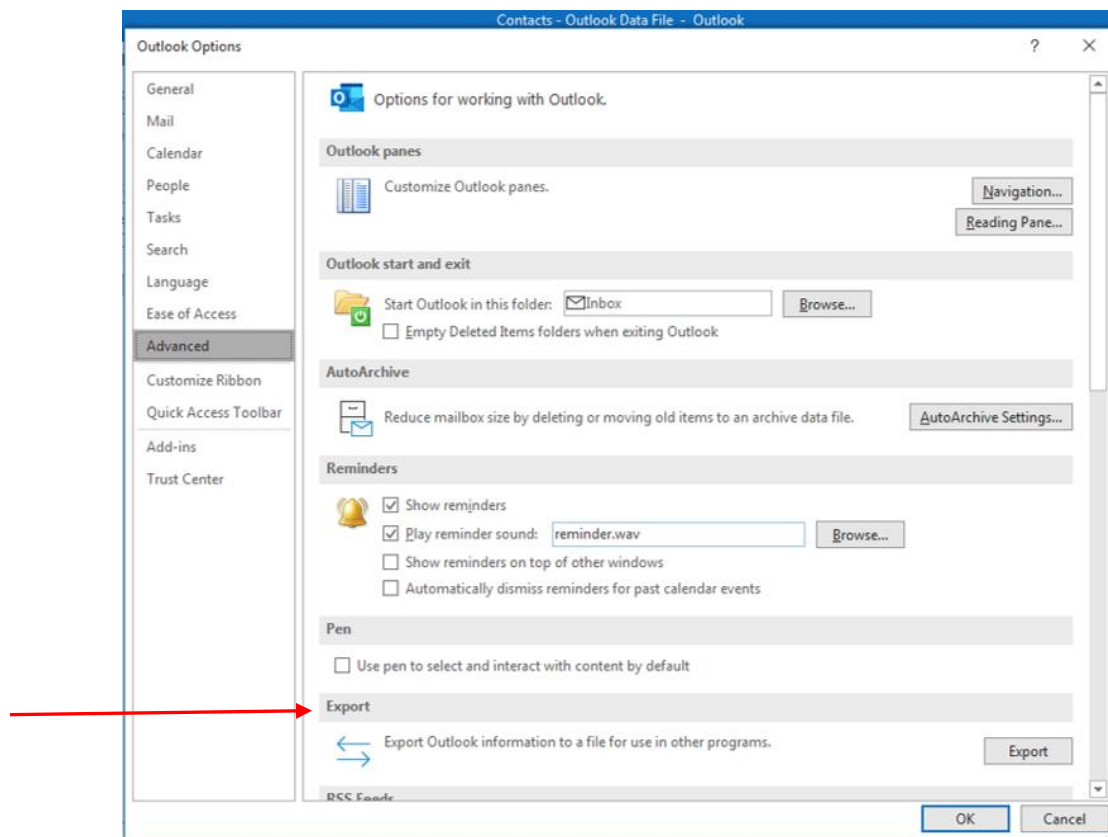 Contacts - Outlook Data File - Outlook
Outlook Options
?
General
Mail
Calendar
People
Tasks
Search
Language
Ease of Access
Advanced
Customize Ribbon
Quick Access Toolbar
Add-ins
Trust Center
Options for working with Outlook.
Outlook panes
Customize Outlook panes.
Navigation...
Reading Pane...
Outlook start and exit
Start Outlook in this folder: Inbox Browse...
Empty Deleted Items folders when exiting Outlook
AutoArchive
Reduce mailbox size by deleting or moving old items to an archive data file. AutoArchive Settings...
Reminders
Show reminders
Play reminder sound: reminder.wav Browse...
Show reminders on top of other windows
Automatically dismiss reminders for past calendar events
Pen
Use pen to select and interact with content by default
Export
Export Outlook information to a file for use in other programs.
Export
RSS Feeds
OK Cancel